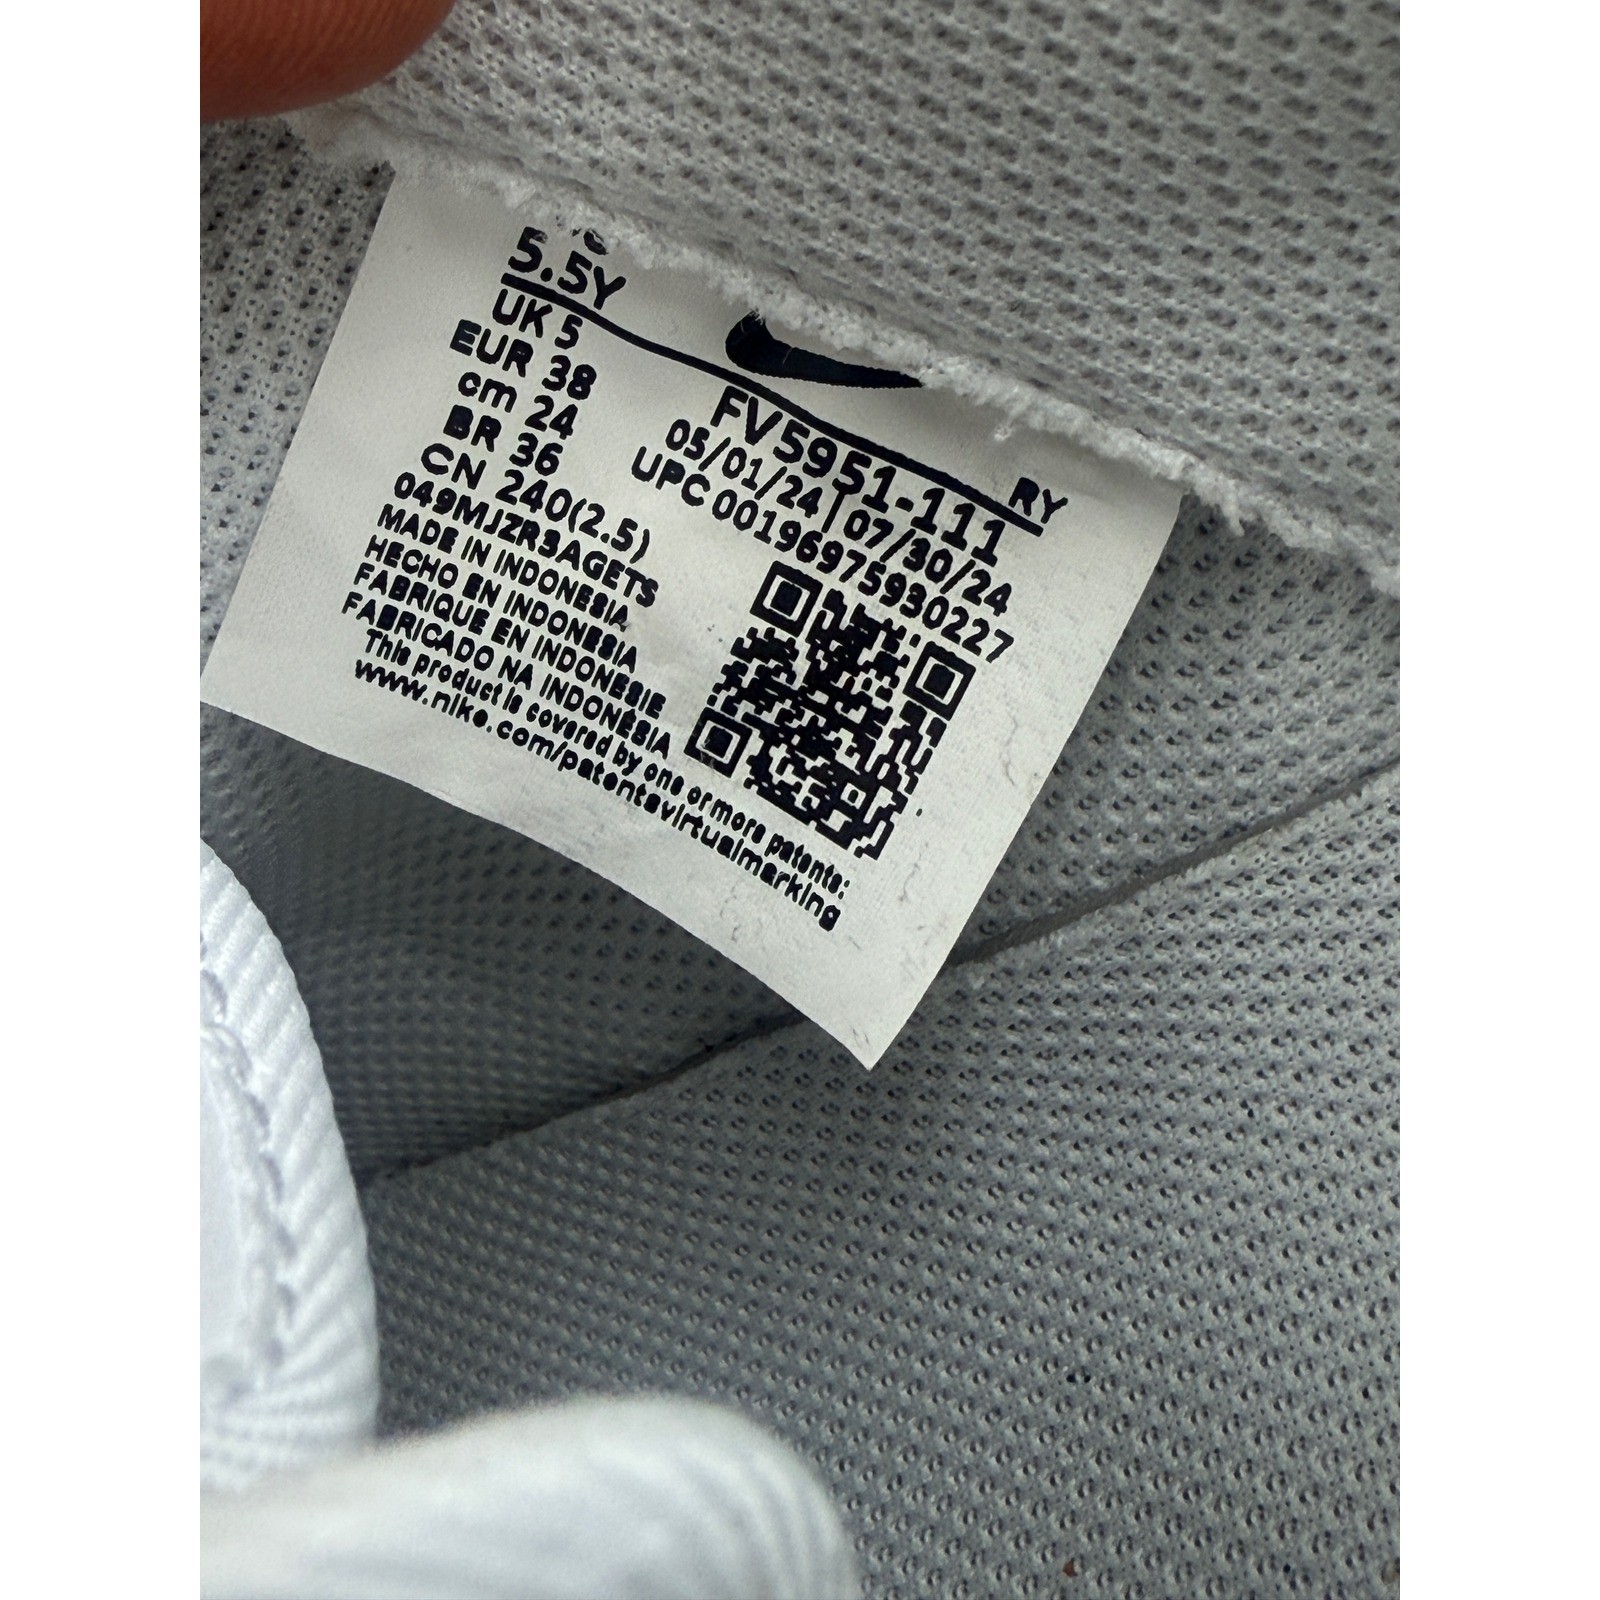 5.5Y
RY
UK 5
EUR 38
cm 24
BR 36
CN 240(2.5)
FV5951-111
05/01/24|07/30/24
UPC 00196975930227
049MJZR3AGETS
MADE IN INDONESIA
HECHO EN INDONESIA
FABRIQUÉ EN INDONESIE
FABRICADO NA INDONÉSIA
This product is covered by one or more patents:
www.nike.com/patentsvirtualmarking